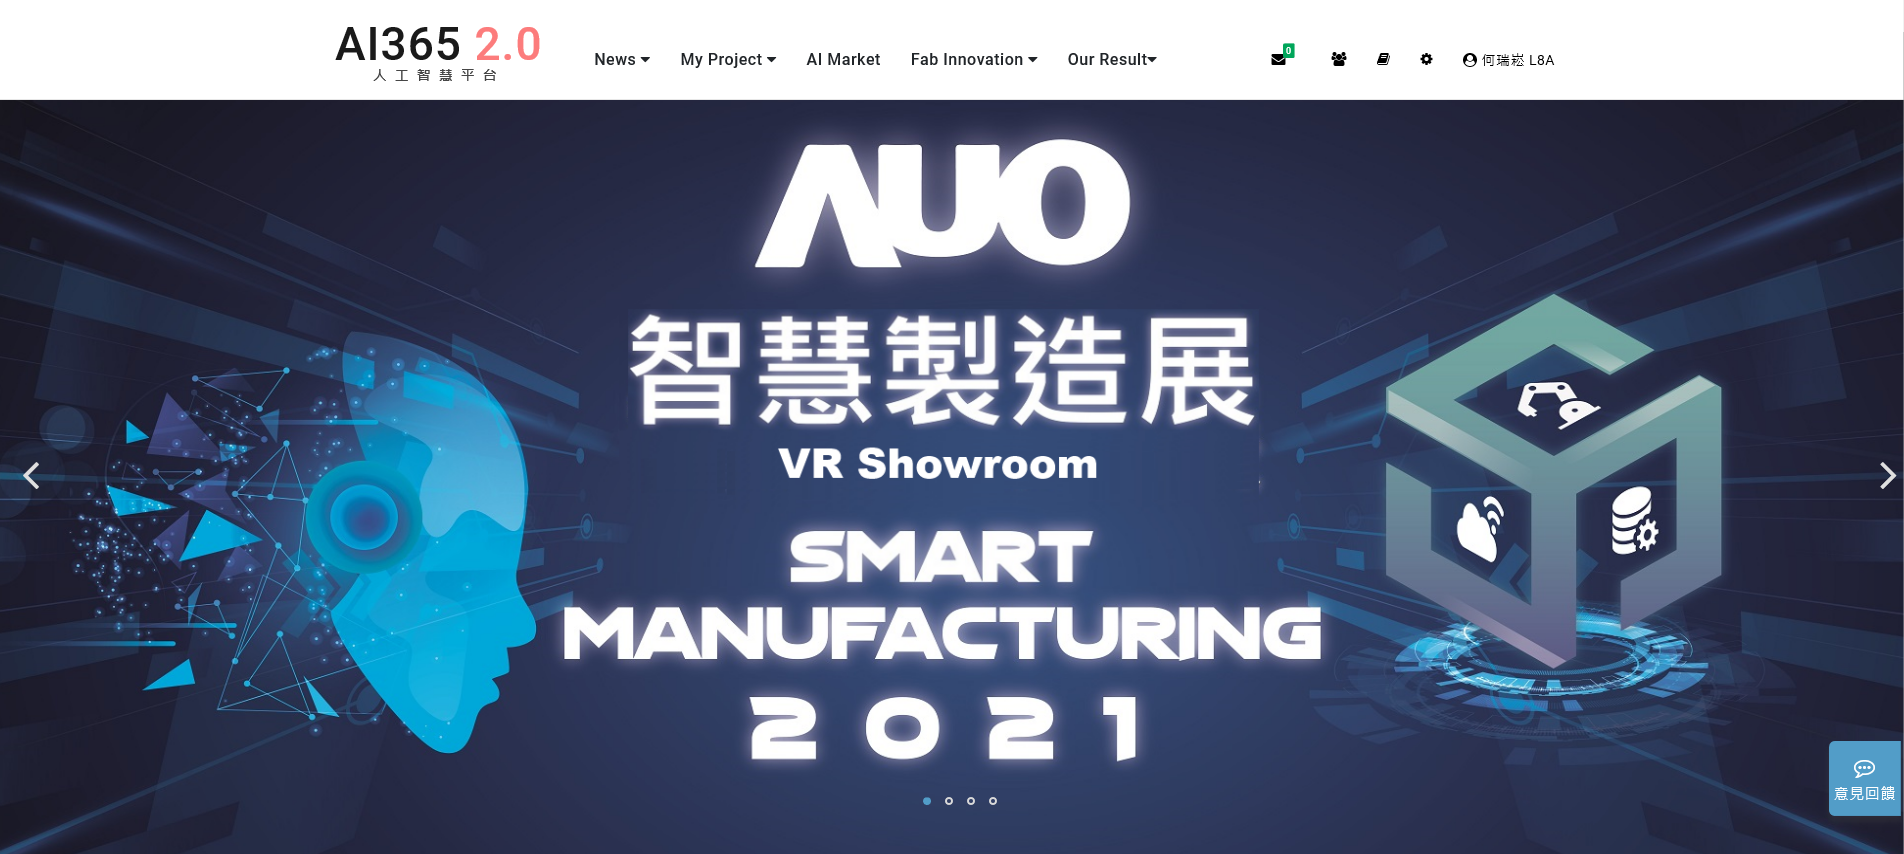 AI365 2.0
人工智慧平台
News
My Project
AI Market
Fab Innovation
Our Result
0
何瑞崧 L8A
AUO
智慧製造展
VR Showroom
SMART
MANUFACTURING
2021
意見回饋